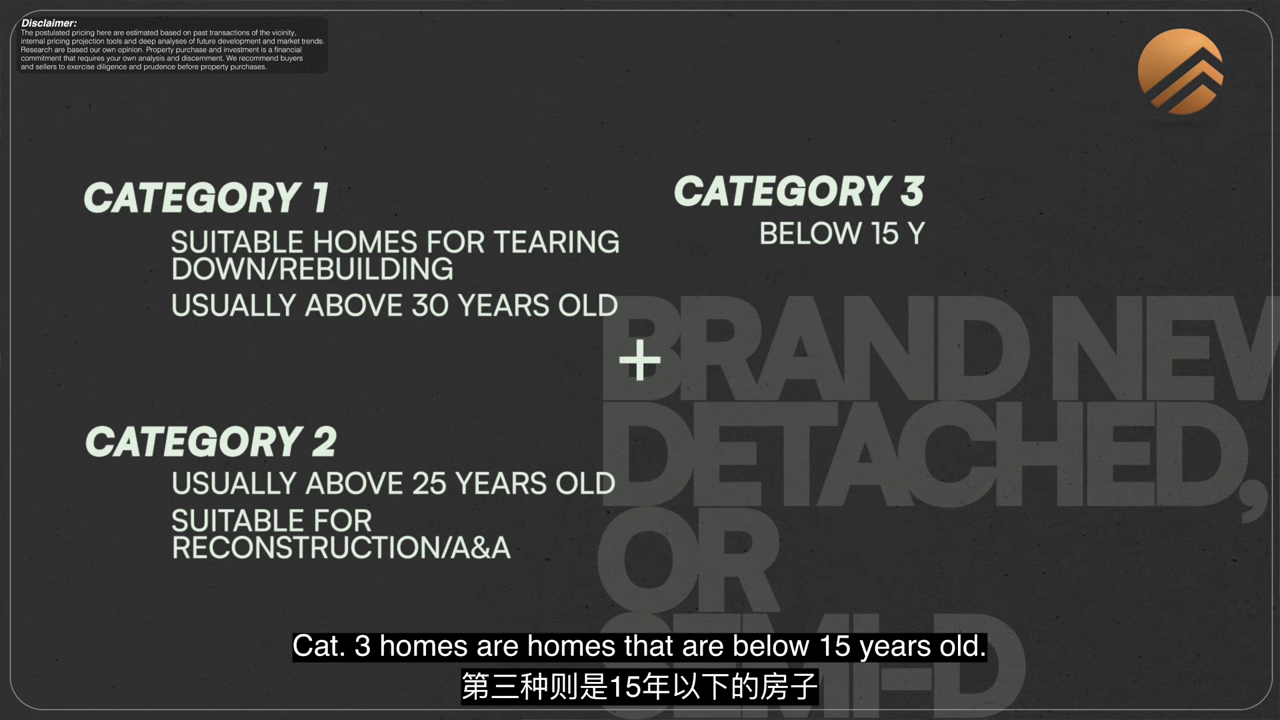 Disclaimer:
The postulated pricing here are estimated based on past transactions of the vicinity,
internal pricing projection tools and deep analyses of future development and market trends.
Research are based our own opinion. Property purchase and investment is a financial
commitment that requires your own analysis and discernment. We recommend buyers
and sellers to exercise diligence and prudence before property purchases.
CATEGORY 1
SUITABLE HOMES FOR TEARING
DOWN/REBUILDING
USUALLY ABOVE 30 YEARS OLD
CATEGORY 2
USUALLY ABOVE 25 YEARS OLD
SUITABLE FOR
RECONSTRUCTION/A&A
+
CATEGORY 3
BELOW 15 Y
BRAND NEW
DETACHED,
OR
SEMI-D
Cat. 3 homes are homes that are below 15 years old.
第三种则是15年以下的房子